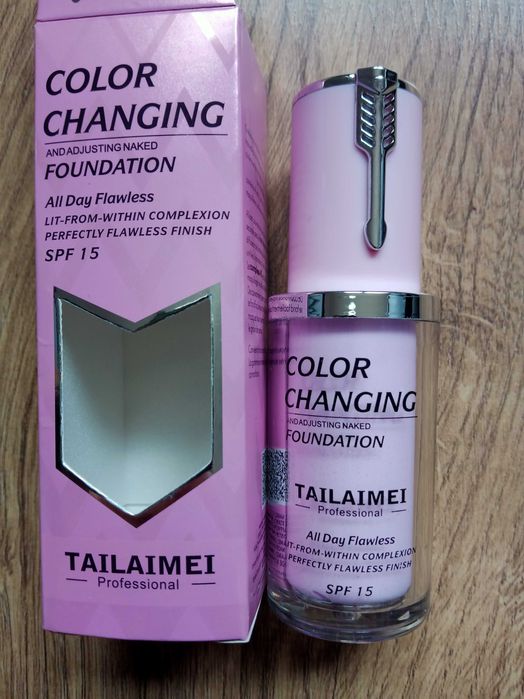 COLOR
CHANGING
AND ADJUSTING NAKED
FOUNDATION
All Day Flawless
LIT-FROM-WITHIN COMPLEXION
PERFECTLY FLAWLESS FINISH
SPF 15
TAILAIMEI
Professional
COLOR
CHANGING
AND ADJUSTING NAKED
FOUNDATION
TAILAIMEI
Professional
All Day Flawless
LIT-FROM-WITHIN COMPLEXION
PERFECTLY FLAWLESS FINISH
SPF 15